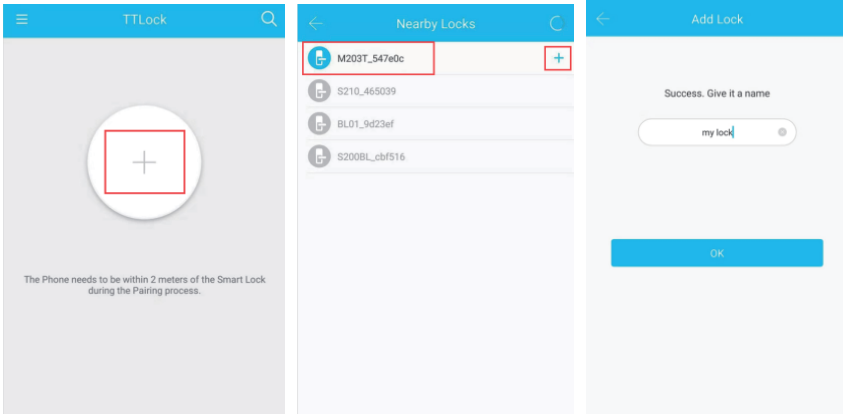 TTLock
The Phone needs to be within 2 meters of the Smart Lock
during the Pairing process.
Nearby Locks
M203T_547e0c
S210_465039
BL01_9d23ef
S200BL_cbf516
Add Lock
Success. Give it a name
my lock
OK